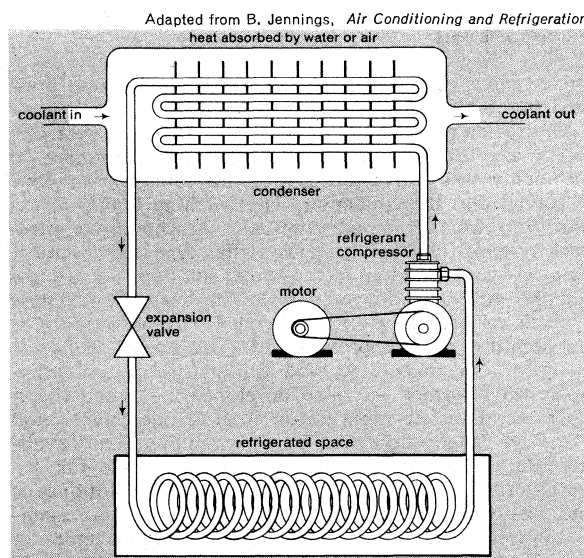 Adapted from B. Jennings, Air Conditioning and Refrigeration
heat absorbed by water or air
coolant in
coolant out
condenser
refrigerant
compressor
motor
expansion
valve
refrigerated space